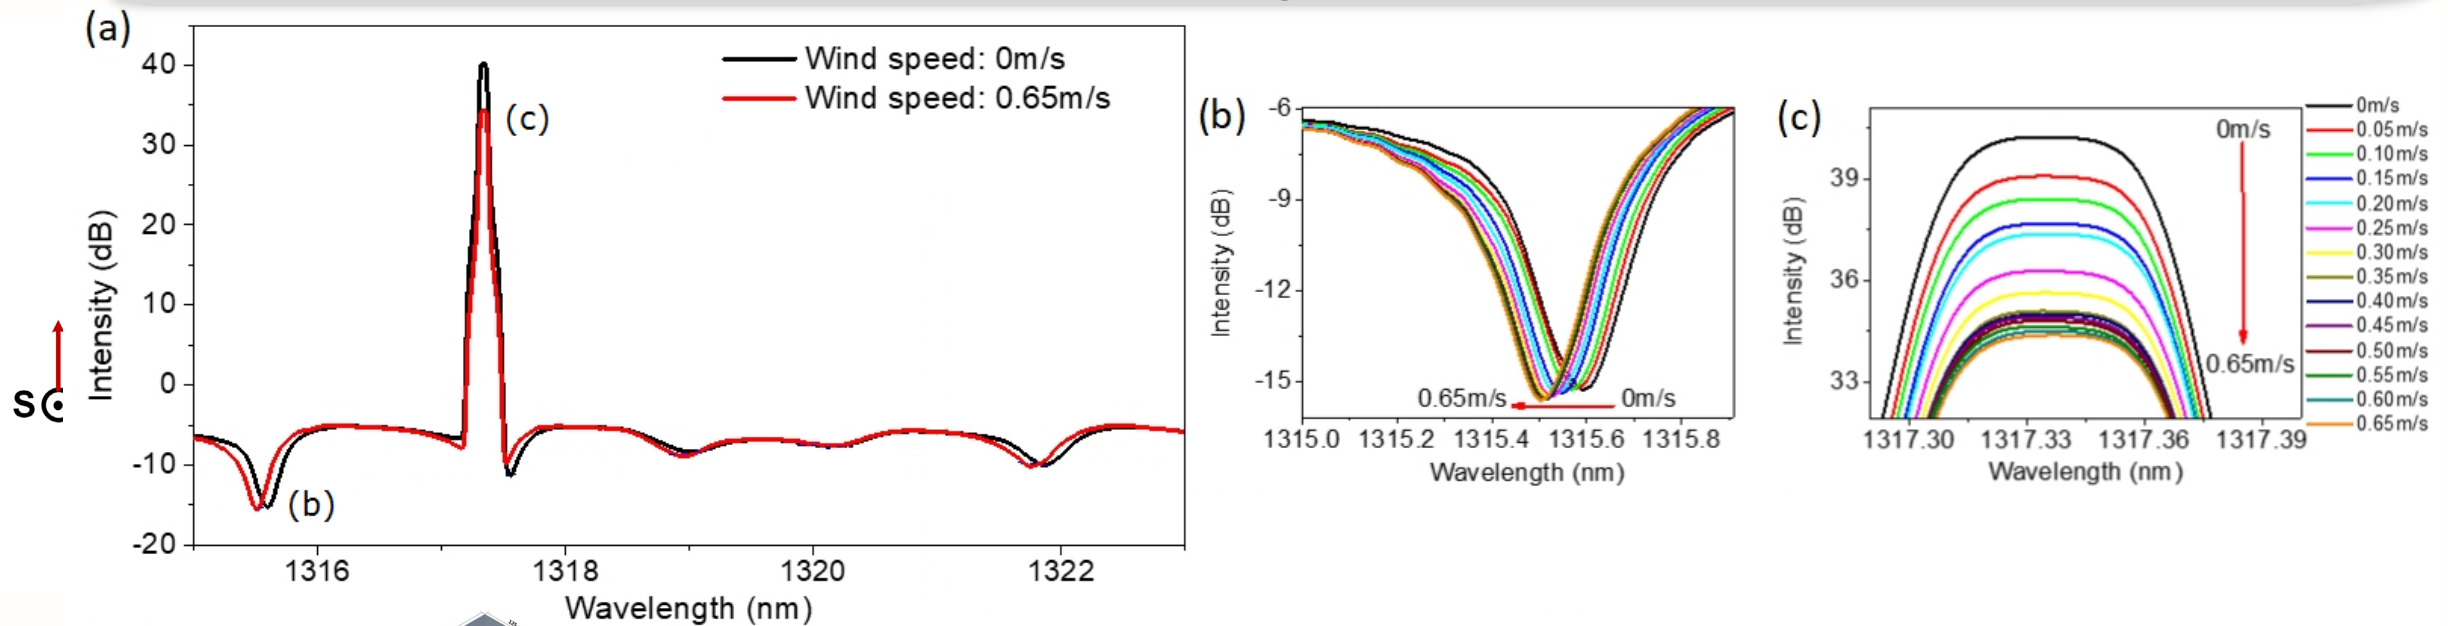 (a)
40
30
20
10
0
-10
-20
Intensity (dB)
Wind speed: 0m/s
Wind speed: 0.65m/s
(c)
(b)
1316
1318
1320
1322
Wavelength (nm)
S
(b)
-6
-9
-12
-15
Intensity (dB)
0.65m/s
0m/s
1315.0
1315.2
1315.4
1315.6
1315.8
Wavelength (nm)
(c)
39
36
33
Intensity (dB)
0m/s
0.65m/s
1317.30
1317.33
1317.36
1317.39
Wavelength (nm)
0m/s
0.05m/s
0.10m/s
0.15m/s
0.20m/s
0.25m/s
0.30m/s
0.35m/s
0.40m/s
0.45m/s
0.50m/s
0.55m/s
0.60m/s
0.65m/s